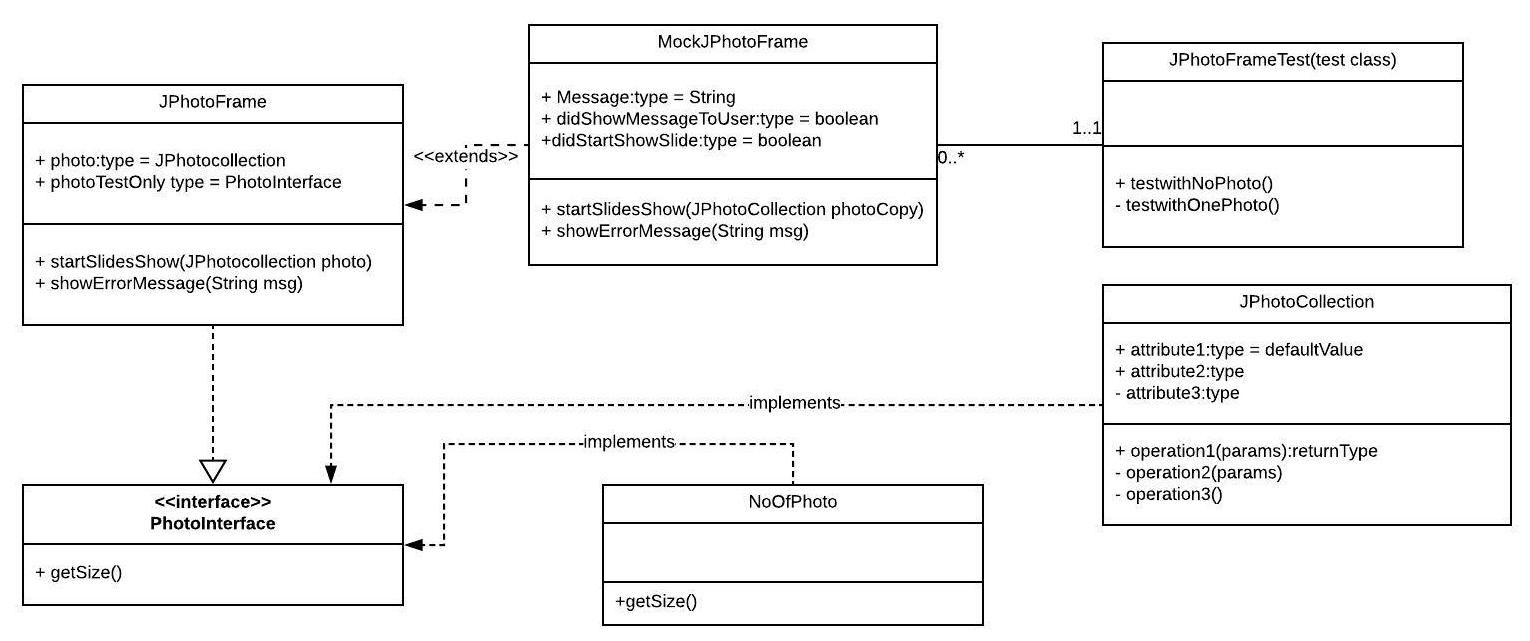 MockJPhotoFrame
+ Message:type = String
+ didShowMessageToUser:type = boolean
+didStartShowSlide:type = boolean
+ startSlidesShow(JPhotoCollection photoCopy)
+ showErrorMessage(String msg)
JPhotoFrameTest(test class)
+ testwithNoPhoto()
- testwithOnePhoto()
1..1
0..*
JPhotoFrame
+ photo:type = JPhotocollection
+ photoTestOnly type = PhotoInterface
+ startSlidesShow(JPhotocollection photo)
+ showErrorMessage(String msg)
<<extends>>
JPhotoCollection
+ attribute1:type = defaultValue
+ attribute2:type
- attribute3:type
+ operation1(params):returnType
- operation2(params)
- operation3()
implements
implements
<<interface>>
PhotoInterface
+ getSize()
NoOfPhoto
+getSize()